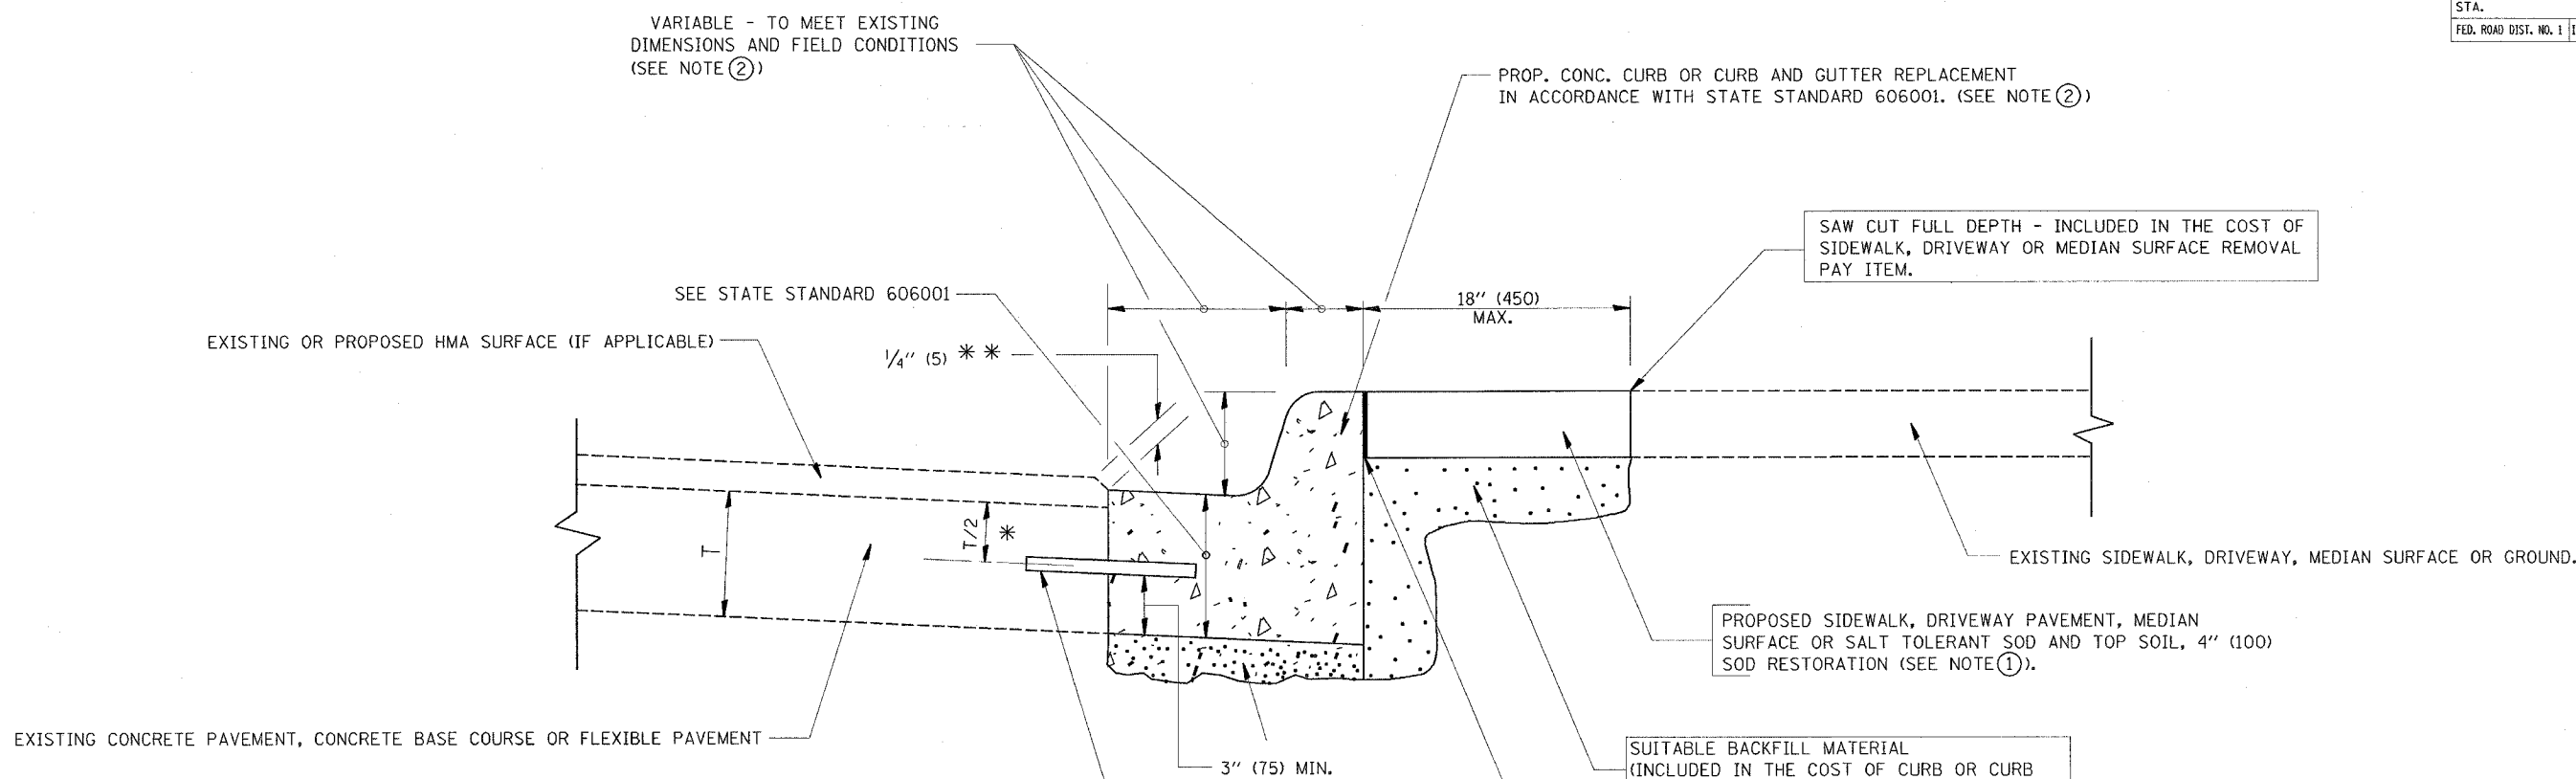 STA.
FED. ROAD DIST. NO. 1
VARIABLE - TO MEET EXISTING
DIMENSIONS AND FIELD CONDITIONS
(SEE NOTE ②)
PROP. CONC. CURB OR CURB AND GUTTER REPLACEMENT
IN ACCORDANCE WITH STATE STANDARD 606001. (SEE NOTE ②)
SAW CUT FULL DEPTH - INCLUDED IN THE COST OF
SIDEWALK, DRIVEWAY OR MEDIAN SURFACE REMOVAL
PAY ITEM.
SEE STATE STANDARD 606001
18" (450)
MAX.
EXISTING OR PROPOSED HMA SURFACE (IF APPLICABLE)
1/4" (5) * *
T
T/2 *
EXISTING SIDEWALK, DRIVEWAY, MEDIAN SURFACE OR GROUND.
PROPOSED SIDEWALK, DRIVEWAY PAVEMENT, MEDIAN
SURFACE OR SALT TOLERANT SOD AND TOP SOIL, 4" (100)
SOD RESTORATION (SEE NOTE ①).
EXISTING CONCRETE PAVEMENT, CONCRETE BASE COURSE OR FLEXIBLE PAVEMENT
3" (75) MIN.
SUITABLE BACKFILL MATERIAL
(INCLUDED IN THE COST OF CURB OR CURB